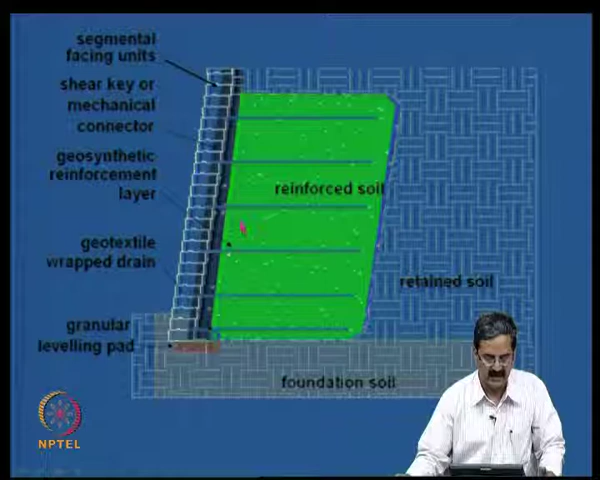 segmental
facing units
shear key or
mechanical
connector
geosynthetic
reinforcement
layer
reinforced soil
geotextile
wrapped drain
retained soil
granular
levelling pad
foundation soil
NPTEL